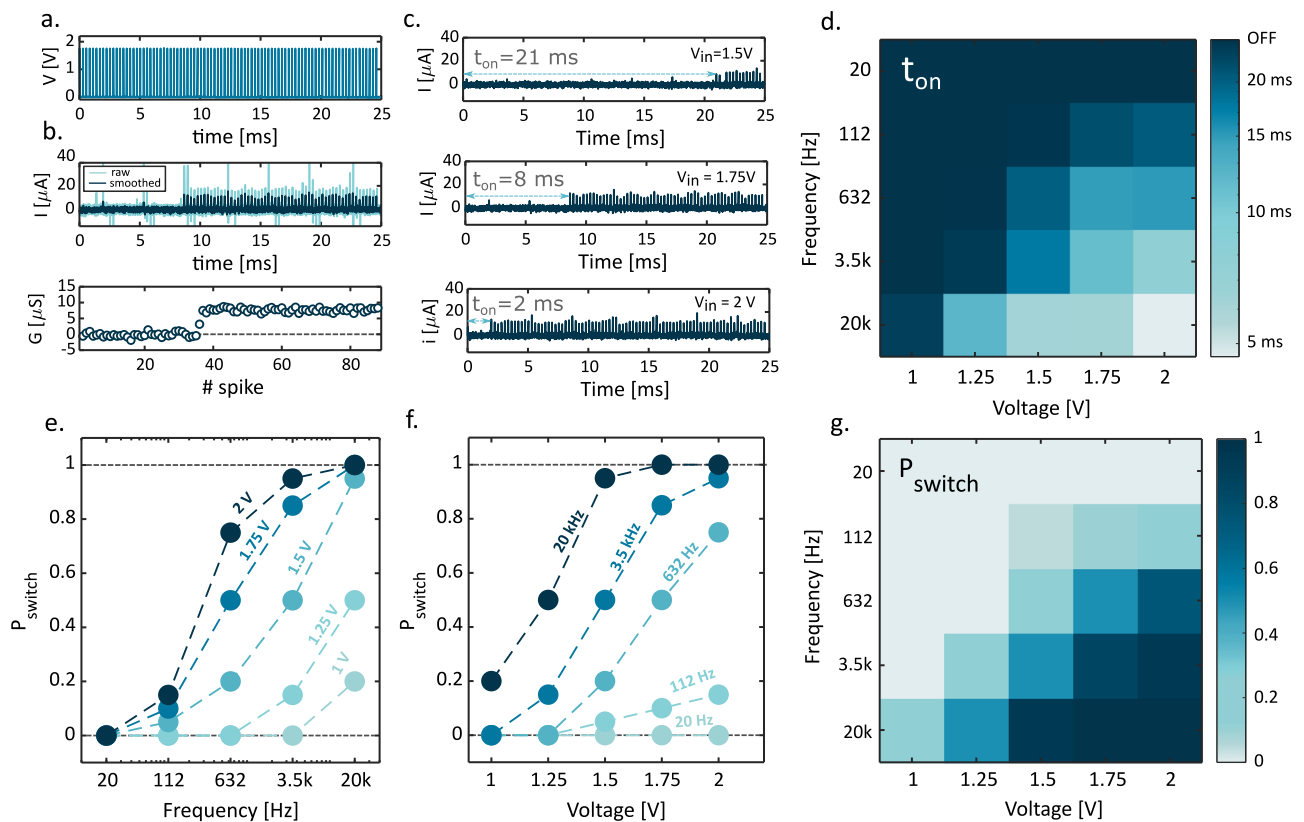 a.
2
1
0
V [V]
0 5 10 15 20 25
time [ms]
b.
40
20
0
I [µA]
raw
smoothed
0 5 10 15 20 25
time [ms]
15
10
5
0
-5
G [µS]
20 40 60 80
# spike
c.
40
20
0
I [µA]
t_on=21 ms
V_in=1.5V
0 5 10 15 20 25
Time [ms]
40
20
0
I [µA]
t_on=8 ms
V_in = 1.75V
0 5 10 15 20 25
Time [ms]
40
20
0
i [µA]
t_on=2 ms
V_in = 2 V
0 5 10 15 20 25
Time [ms]
d.
t_on
20
112
632
3.5k
20k
Frequency [Hz]
1 1.25 1.5 1.75 2
Voltage [V]
OFF
20 ms
15 ms
10 ms
5 ms
e.
1
0.8
0.6
0.4
0.2
0
P_switch
2 V
1.75 V
1.5 V
1.25 V
1 V
20 112 632 3.5k 20k
Frequency [Hz]
f.
1
0.8
0.6
0.4
0.2
0
P_switch
20 kHz
3.5 kHz
632 Hz
112 Hz
20 Hz
1 1.25 1.5 1.75 2
Voltage [V]
g.
P_switch
20
112
632
3.5k
20k
Frequency [Hz]
1 1.25 1.5 1.75 2
Voltage [V]
1
0.8
0.6
0.4
0.2
0